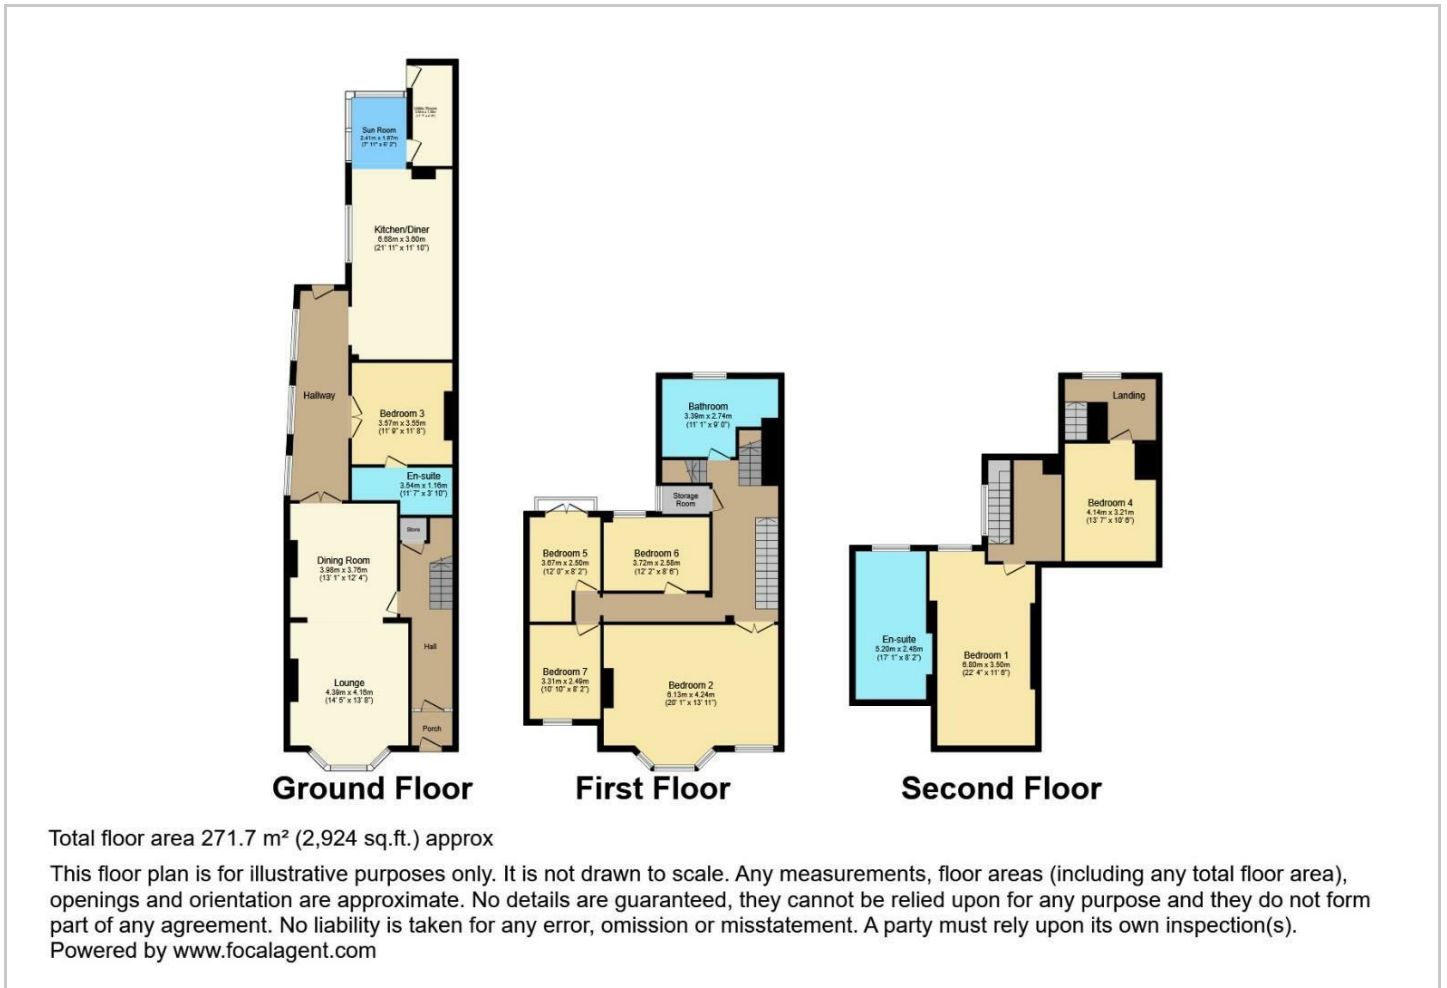 Sun Room
2.41m x 1.87m
(7' 11" x 6' 2")
Kitchen/Diner
6.68m x 3.60m
(21' 11" x 11' 10")
Hallway
Bedroom 3
3.57m x 3.55m
(11' 9" x 11' 8")
En-suite
3.54m x 1.16m
(11' 7" x 3' 10")
Store
Dining Room
3.98m x 3.76m
(13' 1" x 12' 4")
Hall
Lounge
4.39m x 4.16m
(14' 5" x 13' 8")
Porch
Ground Floor
Bathroom
3.39m x 2.74m
(11' 1" x 9' 0")
Storage
Room
Bedroom 5
3.67m x 2.50m
(12' 0" x 8' 2")
Bedroom 6
3.72m x 2.58m
(12' 2" x 8' 6")
Bedroom 7
3.31m x 2.49m
(10' 10" x 8' 2")
Bedroom 2
6.13m x 4.24m
(20' 1" x 13' 11")
First Floor
Landing
Bedroom 4
4.14m x 3.21m
(13' 7" x 10' 6")
En-suite
5.20m x 2.48m
(17' 1" x 8' 2")
Bedroom 1
6.80m x 3.50m
(22' 4" x 11' 6")
Second Floor
Total floor area 271.7 m² (2,924 sq.ft.) approx
This floor plan is for illustrative purposes only. It is not drawn to scale. Any measurements, floor areas (including any total floor area),
openings and orientation are approximate. No details are guaranteed, they cannot be relied upon for any purpose and they do not form
part of any agreement. No liability is taken for any error, omission or misstatement. A party must rely upon its own inspection(s).
Powered by www.focalagent.com